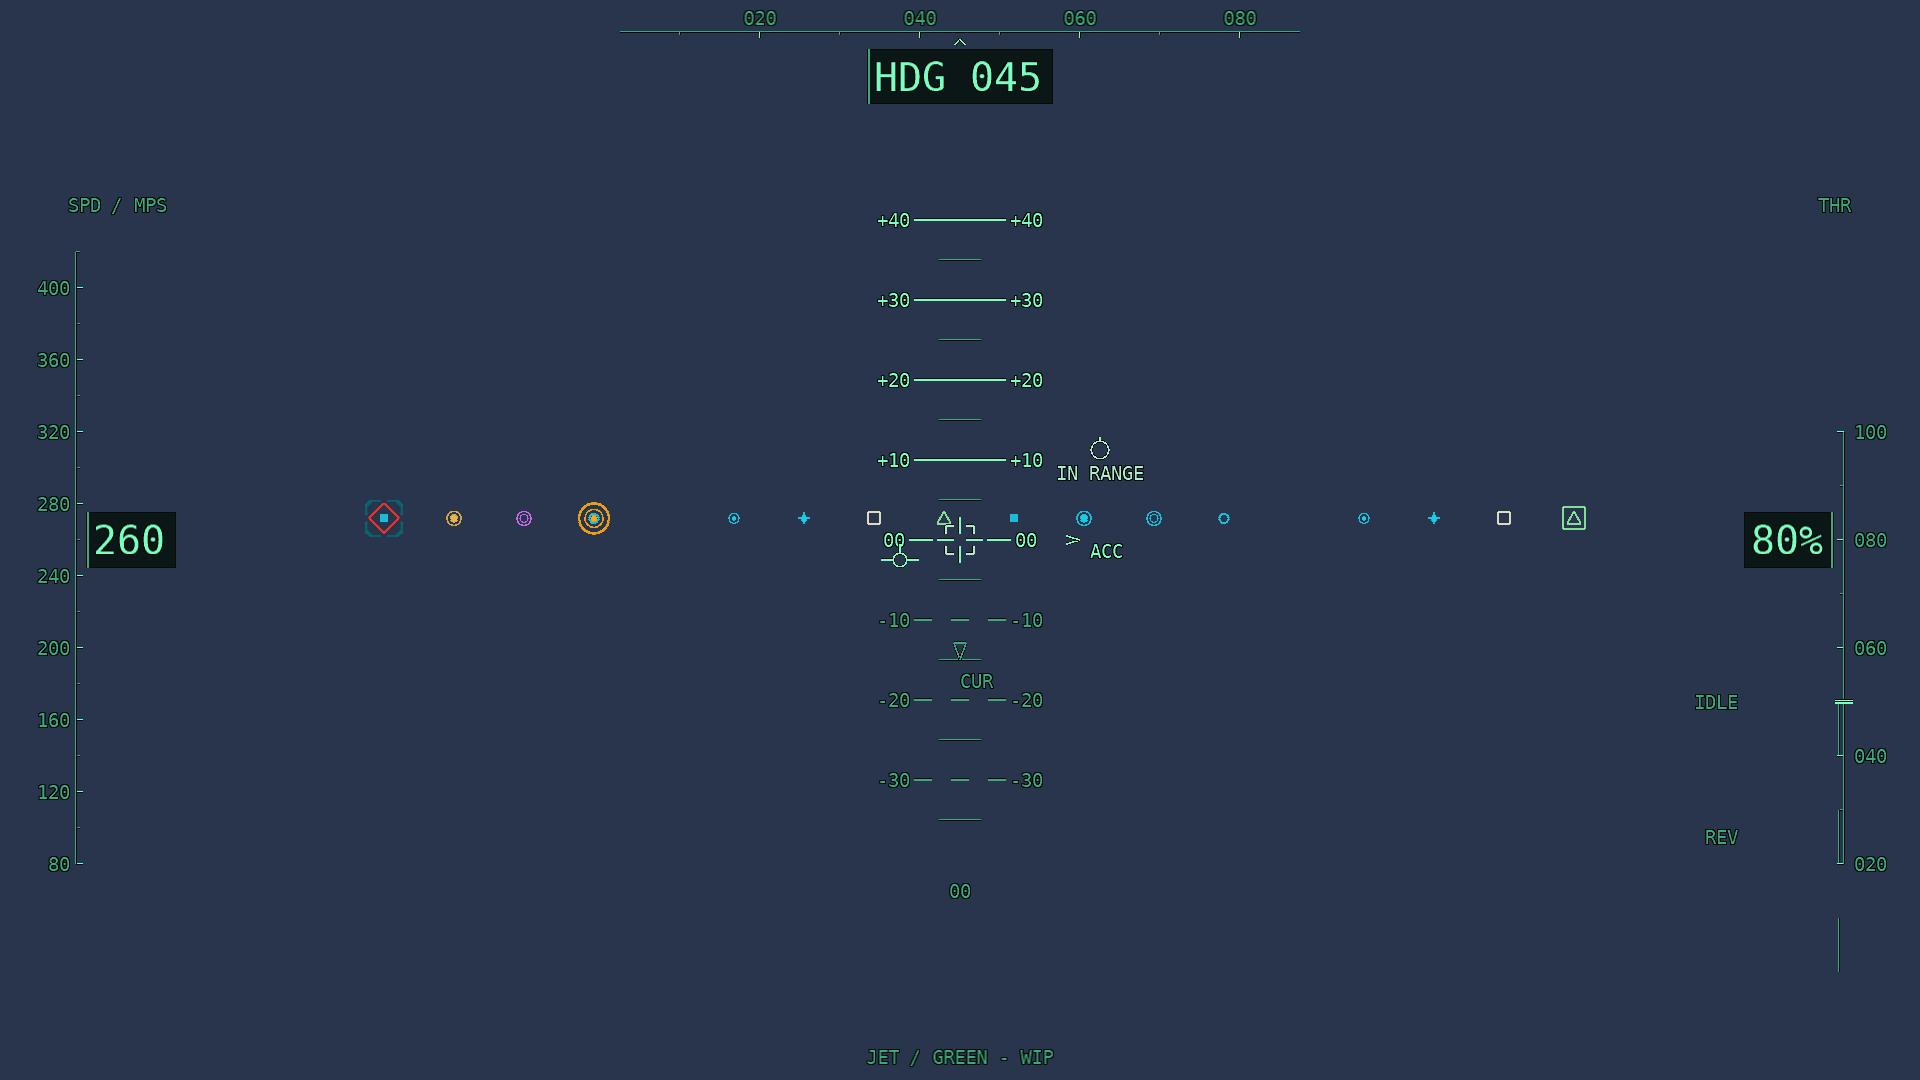 020 040 060 080
HDG 045
SPD / MPS
THR
+40 +40
400
+30 +30
360
+20 +20
320
100
+10 +10
IN RANGE
280
260
00 00
ACC
80%
080
240
-10 -10
200
060
CUR
-20 -20
IDLE
160
040
-30 -30
120
REV
80
020
00
JET / GREEN - WIP